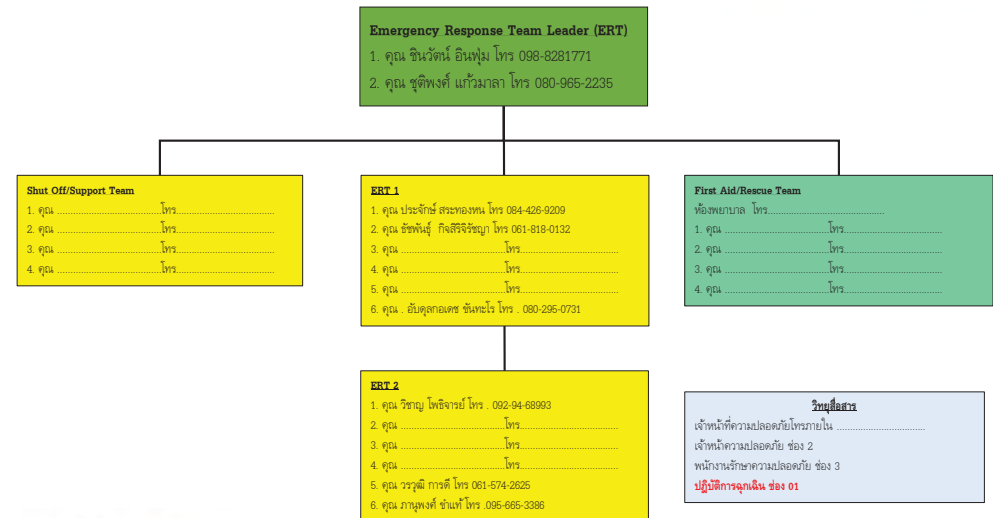 Emergency Response Team Leader (ERT)
1. คุณ ชินวัตน์ อินฟุ่ม โทร 098-8281771
2. คุณ ชุติพงศ์ แก้วมาลา โทร 080-965-2235
Shut Off/Support Team
1. คุณ ......................................โทร....................................
2. คุณ ......................................โทร....................................
3. คุณ ......................................โทร....................................
4. คุณ ......................................โทร....................................
ERT 1
1. คุณ ประจักษ์ สระทองหน โทร 084-426-9209
2. คุณ ธัชพันธุ์ กิจสิริจิรัชญา โทร 061-818-0132
3. คุณ ......................................โทร....................................
4. คุณ ......................................โทร....................................
5. คุณ ......................................โทร....................................
6. คุณ . อับดุลกอเดช ขันทะโร โทร . 080-295-0731
First Aid/Rescue Team
ห้องพยาบาล โทร...........................................
1. คุณ ......................................โทร....................................
2. คุณ ......................................โทร....................................
3. คุณ ......................................โทร....................................
4. คุณ ......................................โทร....................................
ERT 2
1. คุณ วิชาญ โพธิจารย์ โทร . 092-94-68993
2. คุณ ......................................โทร....................................
3. คุณ ......................................โทร....................................
4. คุณ ......................................โทร....................................
5. คุณ วรวุฒิ การดี โทร 061-574-2625
6. คุณ ภานุพงศ์ ชำแท้ โทร .095-665-3386
วิทยุสื่อสาร
เจ้าหน้าที่ความปลอดภัยโทรภายใน ................................
เจ้าหน้าความปลอดภัย ช่อง 2
พนักงานรักษาความปลอดภัย ช่อง 3
ปฏิบัติการฉุกเฉิน ช่อง 01